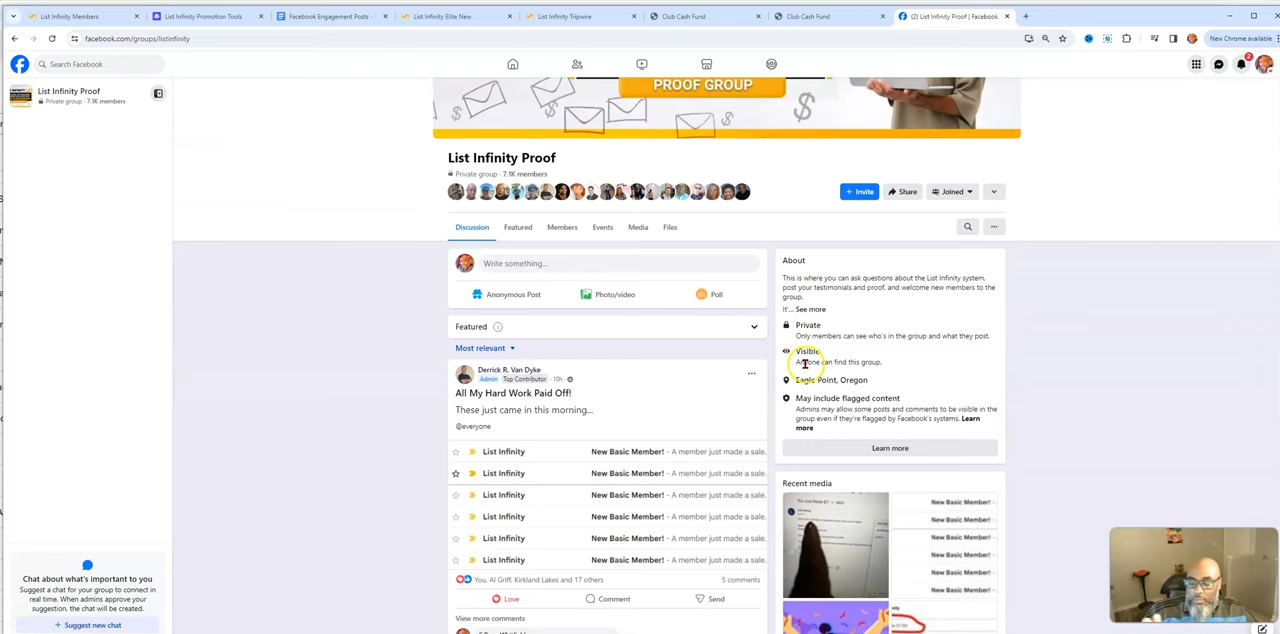 List Infinity Members
List Infinity Promotion Tools
Facebook Engagement Posts -
List Infinity Elite New
List Infinity Tripwire
Club Cash Fund
Club Cash Fund
(2) List Infinity Proof | Facebook
facebook.com/groups/listinfinity
New Chrome available
Search Facebook
2
List Infinity Proof
Private group · 7.1K members
PROOF GROUP
List Infinity Proof
Private group · 7.1K members
+ Invite
Share
Joined
Discussion
Featured
Members
Events
Media
Files
Write something...
Anonymous Post
Photo/video
Poll
Featured
Most relevant
Derrick R. Van Dyke
Admin Top Contributor · 10h ·
All My Hard Work Paid Off!
These just came in this morning...
@everyone
List Infinity New Basic Member! - A member just made a sale.
List Infinity New Basic Member! - A member just made a sale.
List Infinity New Basic Member! - A member just made a sale.
List Infinity New Basic Member! - A member just made a sale.
List Infinity New Basic Member! - A member just made a sale.
List Infinity New Basic Member! - A member just made a sale.
You, Al Griff, Kirkland Lakes and 17 others
5 comments
Love
Comment
Send
View more comments
About
This is where you can ask questions about the List Infinity system,
post your testimonials and proof, and welcome new members to the
group.
It'... See more
Private
Only members can see who's in the group and what they post.
Visible
Anyone can find this group.
Eagle Point, Oregon
May include flagged content
Admins may allow some posts and comments to be visible in the
group even if they're flagged by Facebook's systems. Learn
more
Learn more
Recent media
New Basic Member! -
New Basic Member! -
New Basic Member! -
New Basic Member! -
New Basic Member! -
New Basic Member! -
Chat about what's important to you
Suggest a chat for your group to connect in
real time. When admins approve your
suggestion, the chat will be created.
+ Suggest new chat